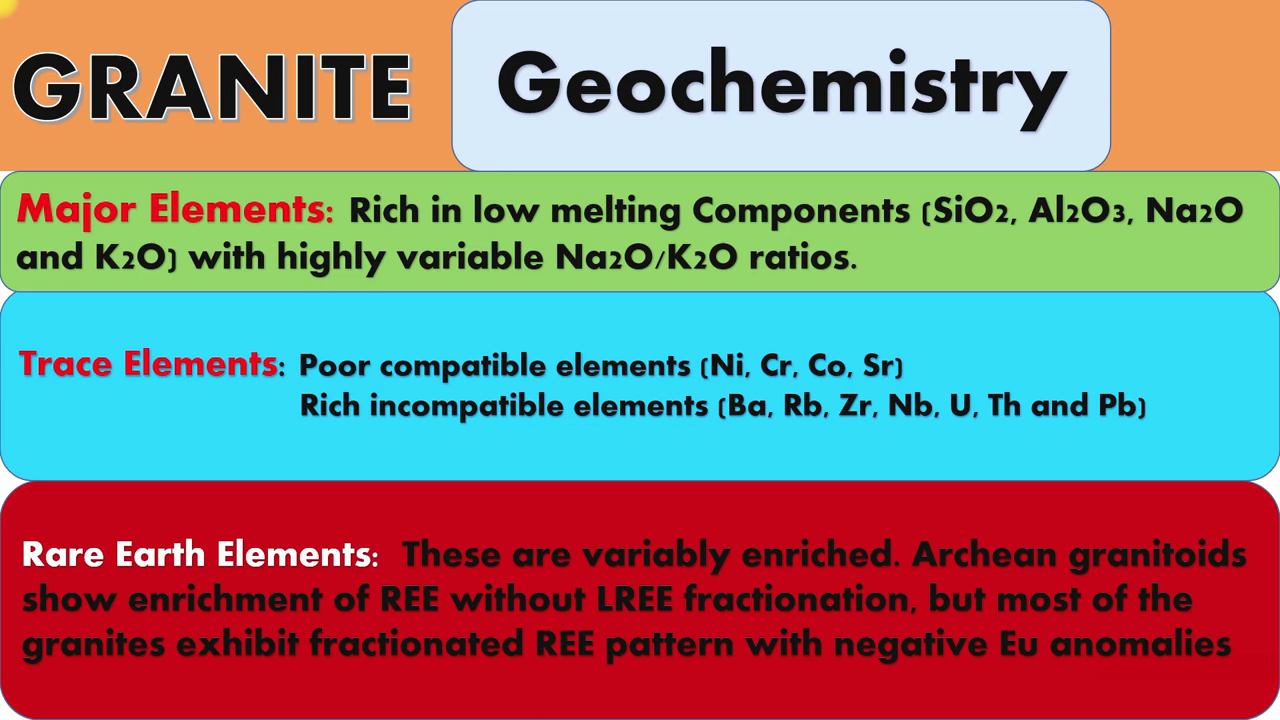 GRANITE
Geochemistry
Major Elements: Rich in low melting Components (SiO2, Al2O3, Na2O
and K2O) with highly variable Na2O/K2O ratios.
Trace Elements: Poor compatible elements (Ni, Cr, Co, Sr)
Rich incompatible elements (Ba, Rb, Zr, Nb, U, Th and Pb)
Rare Earth Elements: These are variably enriched. Archean granitoids
show enrichment of REE without LREE fractionation, but most of the
granites exhibit fractionated REE pattern with negative Eu anomalies